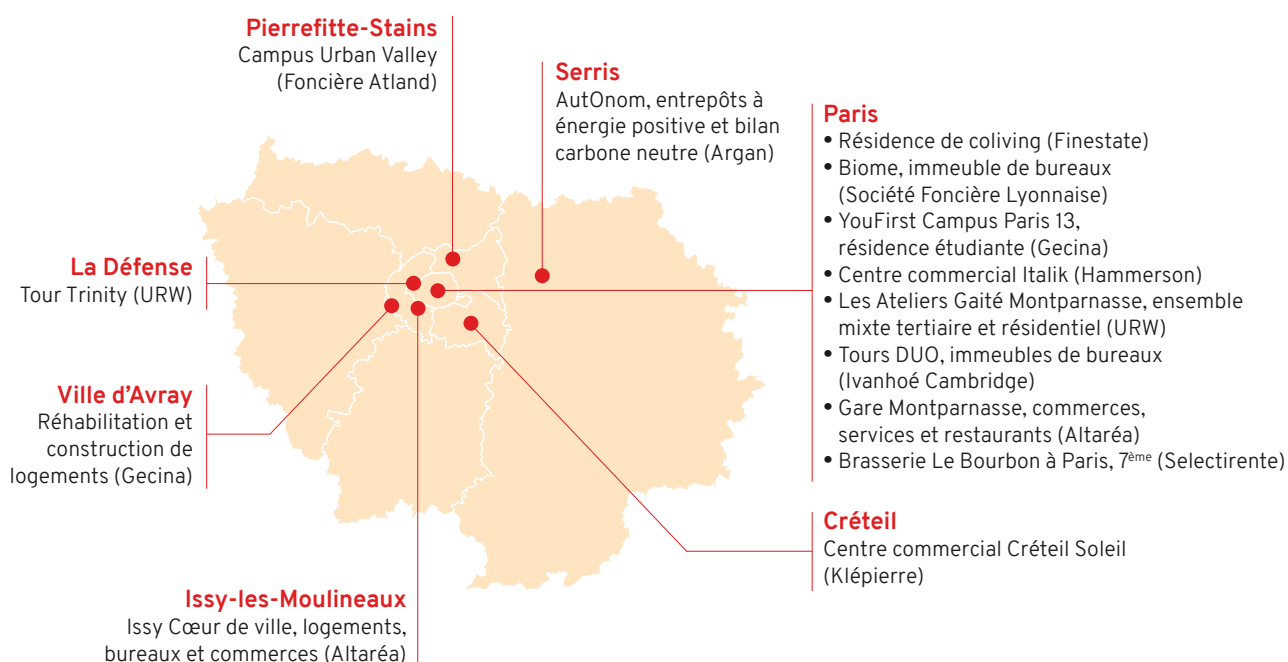 Pierrefitte-Stains
Campus Urban Valley
(Foncière Atland)
Serris
AutOnom, entrepôts à
énergie positive et bilan
carbone neutre (Argan)
Paris
• Résidence de coliving (Finestate)
• Biome, immeuble de bureaux
(Société Foncière Lyonnaise)
• YouFirst Campus Paris 13,
résidence étudiante (Gecina)
• Centre commercial Italik (Hammerson)
• Les Ateliers Gaité Montparnasse, ensemble
mixte tertiaire et résidentiel (URW)
• Tours DUO, immeubles de bureaux
(Ivanhoé Cambridge)
• Gare Montparnasse, commerces,
services et restaurants (Altaréa)
• Brasserie Le Bourbon à Paris, 7ème (Selectirente)
La Défense
Tour Trinity (URW)
Ville d’Avray
Réhabilitation et
construction de
logements (Gecina)
Créteil
Centre commercial Créteil Soleil
(Klépierre)
Issy-les-Moulineaux
Issy Cœur de ville, logements,
bureaux et commerces (Altaréa)